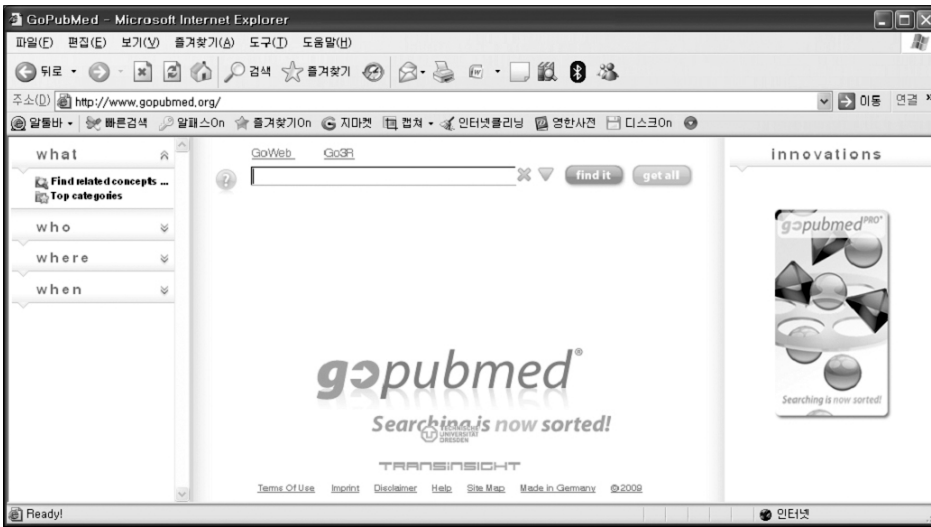 GoPubMed - Microsoft Internet Explorer
파일(F) 편집(E) 보기(V) 즐겨찾기(A) 도구(T) 도움말(H)
뒤로 검색 즐겨찾기
주소(D) http://www.gopubmed.org/ 이동 연결 »
알툴바 빠른검색 알패스On 즐겨찾기On 지마켓 캡쳐 인터넷클리닝 영한사전 디스크On
what
Find related concepts ...
Top categories
who
where
when
GoWeb Go3R
find it get all
gopubmed®
Searching is now sorted!
TECHNISCHE
UNIVERSITÄT
DRESDEN
TRANSINSIGHT
Terms Of Use Imprint Disclaimer Help Site Map Made in Germany ©2009
innovations
gopubmed PRO®
Searching is now sorted!
Ready! 인터넷